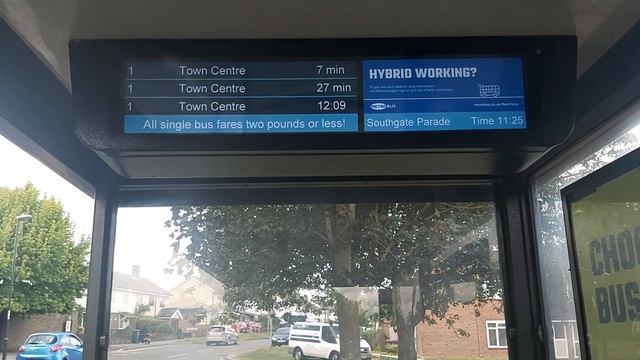 1 Town Centre 7 min
1 Town Centre 27 min
1 Town Centre 12:09
All single bus fares two pounds or less!
HYBRID WORKING?
METROBUS
Southgate Parade Time 11:25
BUS